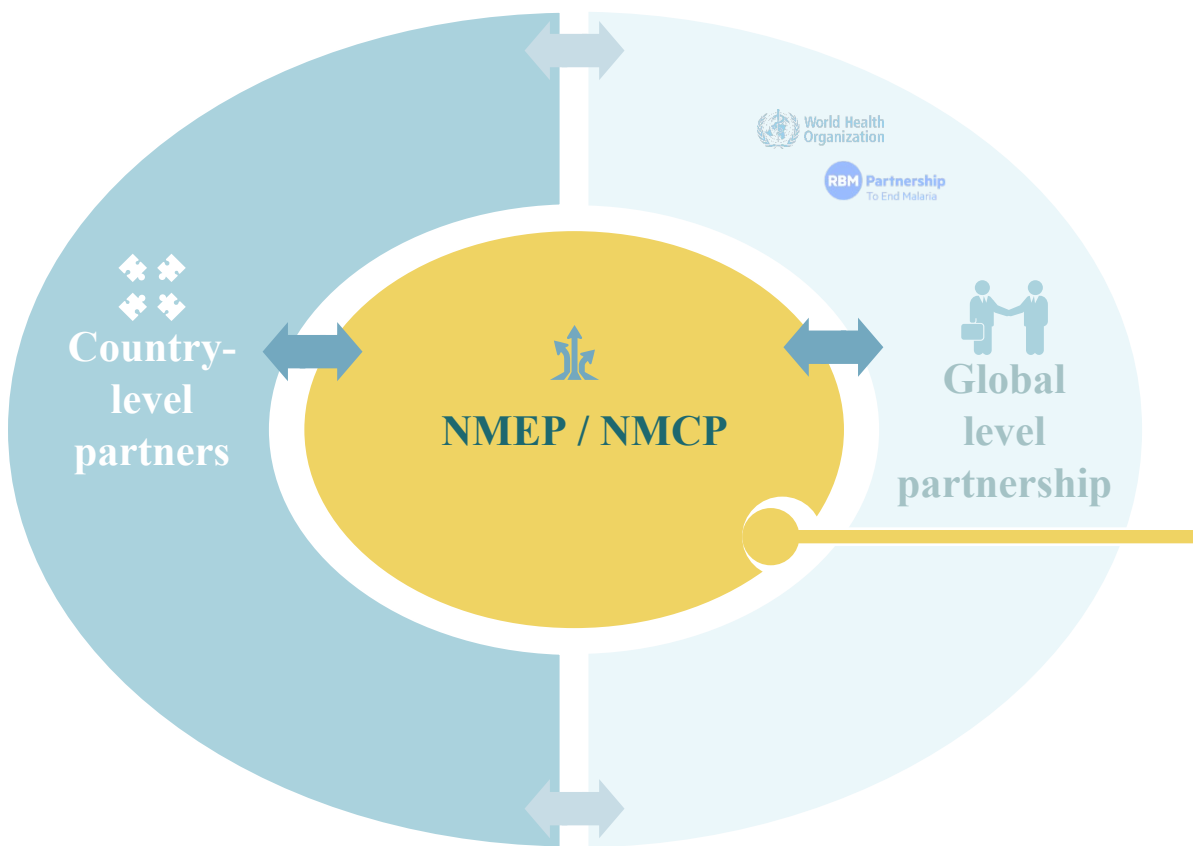 World Health
Organization
RBM Partnership
To End Malaria
Country-
level
partners
NMEP / NMCP
Global
level
partnership